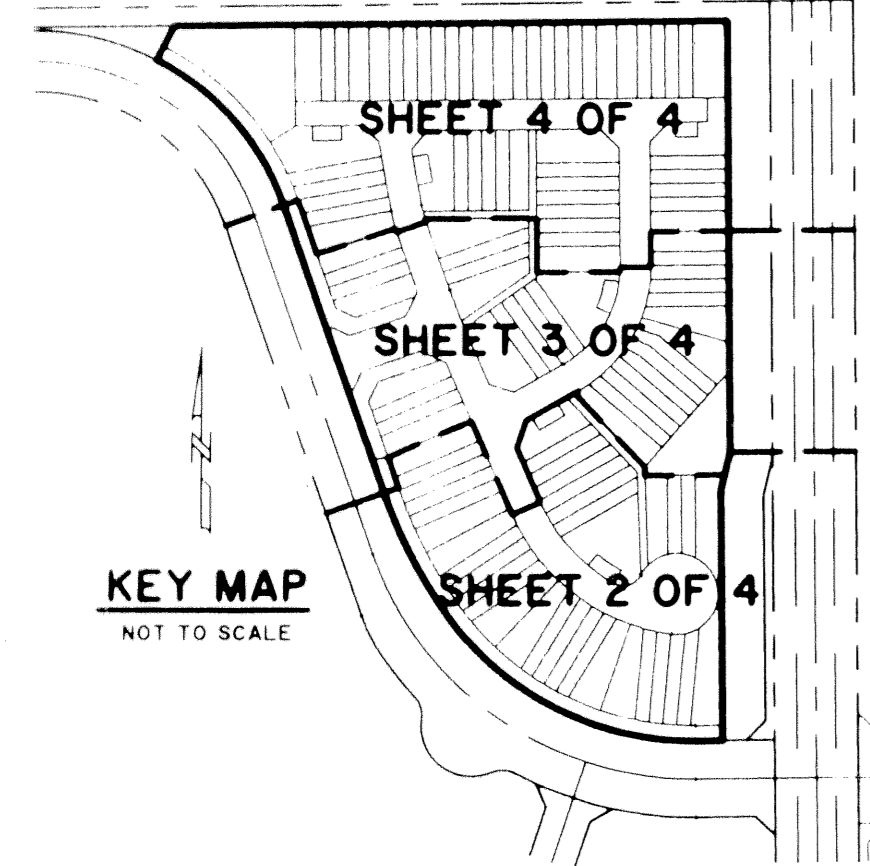 SHEET 4 OF 4
SHEET 3 OF 4
N
SHEET 2 OF 4
KEY MAP
NOT TO SCALE